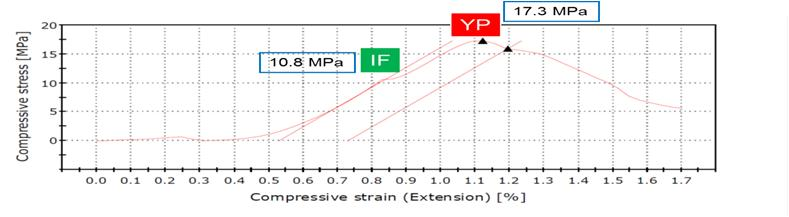 17.3 MPa
YP
10.8 MPa
IF
Compressive stress [MPa]
20
15
10
5
0
0.0 0.1 0.2 0.3 0.4 0.5 0.6 0.7 0.8 0.9 1.0 1.1 1.2 1.3 1.4 1.5 1.6 1.7
Compressive strain (Extension) [%]